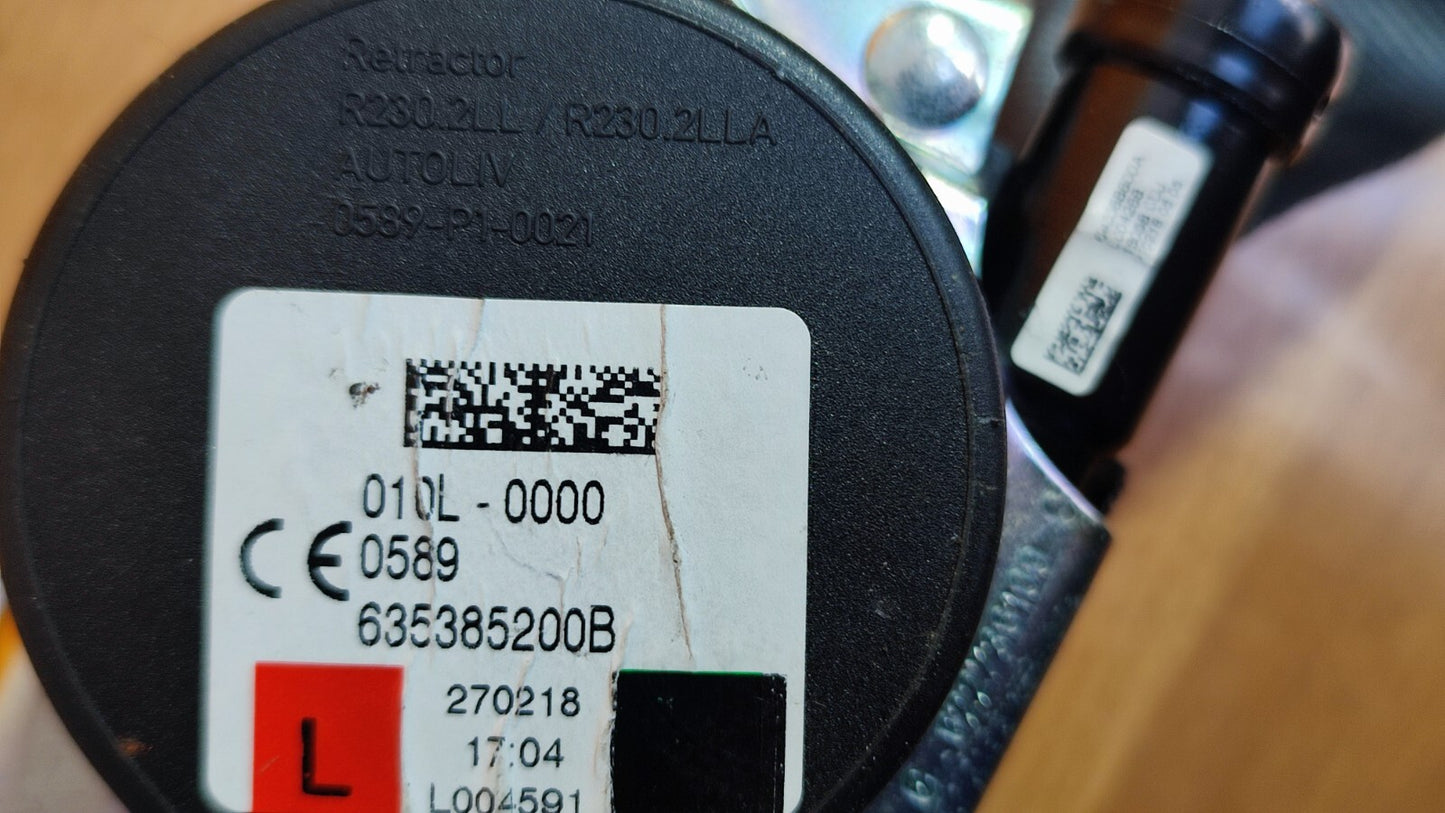 Retractor
R230.2LL / R230.2LLA
AUTOLIV
0589-P1-0021
010L - 0000
CE 0589
635385200B
270218
L
17:04
L004591